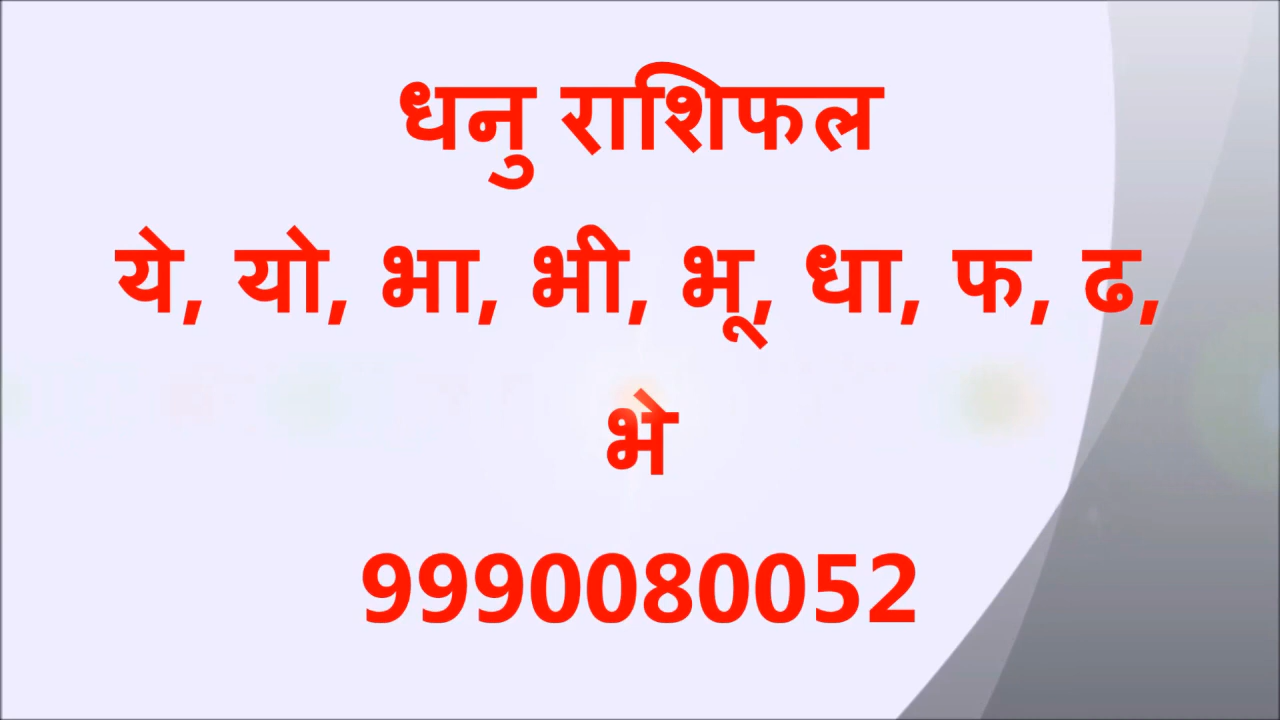 धनु राशिफल
ये, यो, भा, भी, भू, धा, फ, ढ,
भे
9990080052